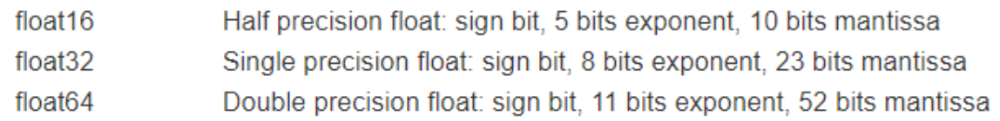 float16 Half precision float: sign bit, 5 bits exponent, 10 bits mantissa
float32 Single precision float: sign bit, 8 bits exponent, 23 bits mantissa
float64 Double precision float: sign bit, 11 bits exponent, 52 bits mantissa